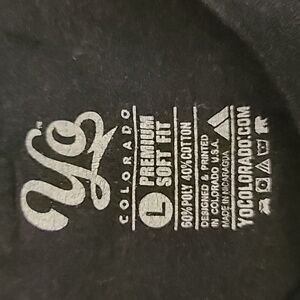 Yo
COLORADO
L PREMIUM
SOFT FIT
60%POLY 40%COTTON
DESIGNED & PRINTED
IN COLORADO U.S.A.
MADE IN NICARAGUA
YOCOLORADO.COM